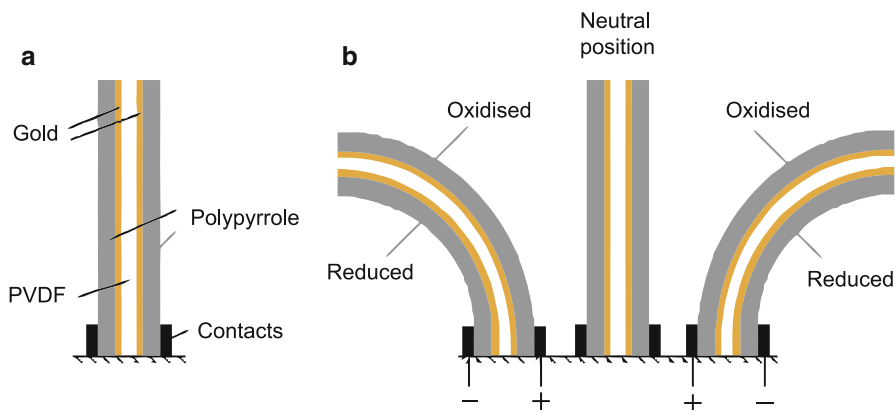 a
Gold
Polypyrrole
PVDF
Contacts
b
Neutral
position
Oxidised
Reduced
Oxidised
Reduced
− +
+ −